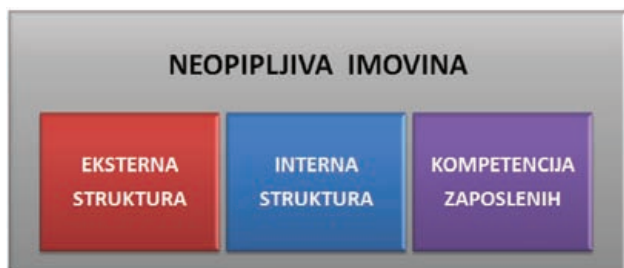 NEOPIPLJIVA IMOVINA
EKSTERNA
STRUKTURA
INTERNA
STRUKTURA
KOMPETENCIJA
ZAPOSLENIH